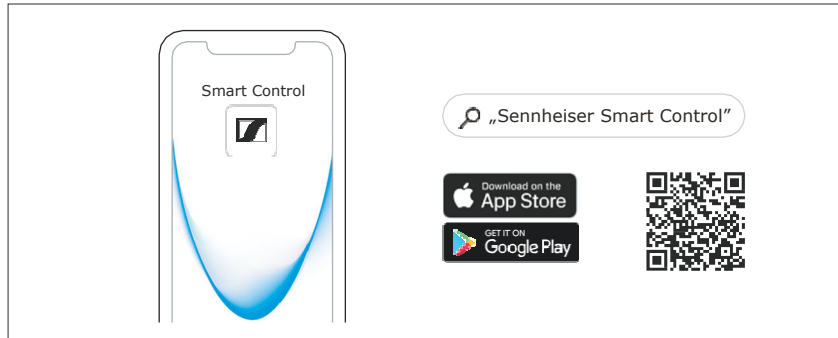 Smart Control
„Sennheiser Smart Control”
Download on the
App Store
GET IT ON
Google Play